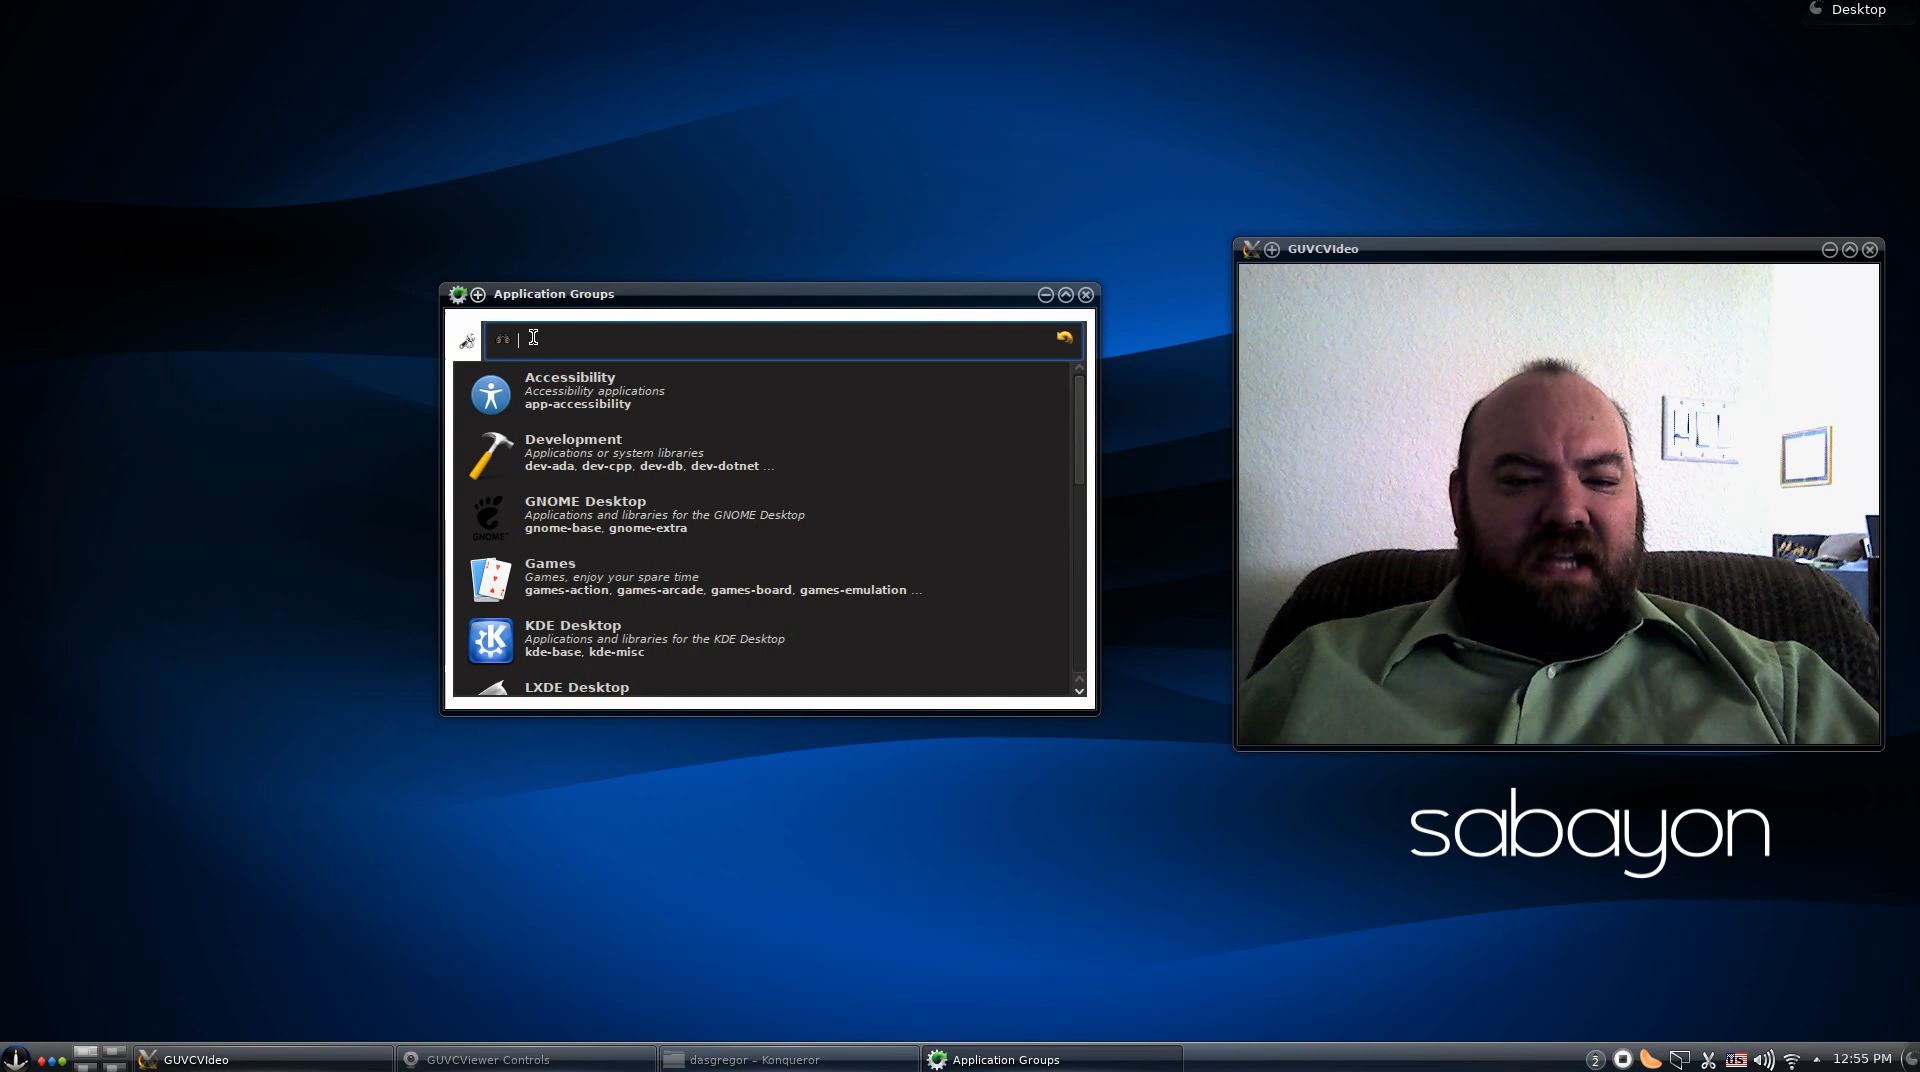 Desktop
GUVCVIdeo
Application Groups
Accessibility
Accessibility applications
app-accessibility
Development
Applications or system libraries
dev-ada, dev-cpp, dev-db, dev-dotnet ...
GNOME Desktop
Applications and libraries for the GNOME Desktop
gnome-base, gnome-extra
GNOME™
Games
Games, enjoy your spare time
games-action, games-arcade, games-board, games-emulation ...
KDE Desktop
Applications and libraries for the KDE Desktop
kde-base, kde-misc
LXDE Desktop
sabayon
GUVCVIdeo
GUVCViewer Controls
dasgregor – Konqueror
Application Groups
2
12:55 PM